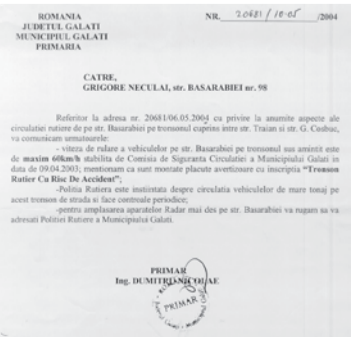 ROMANIA
JUDETUL GALATI
MUNICIPIUL GALATI
PRIMARIA
NR. 20681 / 10.05 /2004
CATRE,
GRIGORE NECULAI, str. BASARABIEI nr. 98
Referitor la adresa nr. 20681/06.05.2004 cu privire la anumite aspecte ale
circulatiei rutiere de pe str. Basarabiei pe tronsonul cuprins intre str. Traian si str. G. Cosbuc,
va comunicam urmatoarele:
- viteza de rulare a vehiculelor pe str. Basarabiei pe tronsonul sus amintit este
de maxim 60km/h stabilita de Comisia de Siguranta Circulatiei a Municipiului Galati in
data de 09.04.2003; mentionam ca sunt montate placute avertizoare cu inscriptia "Tronson
Rutier Cu Risc De Accident";
-Politia Rutiera este instiintata despre circulatia vehiculelor de mare tonaj pe
acest tronson de strada si face controale periodice;
-pentru amplasarea aparatelor Radar mai des pe str. Basarabiei va rugam sa va
adresati Politiei Rutiere a Municipiului Galati.
PRIMAR
Ing. DUMITRU NICOLAE
PRIMAR